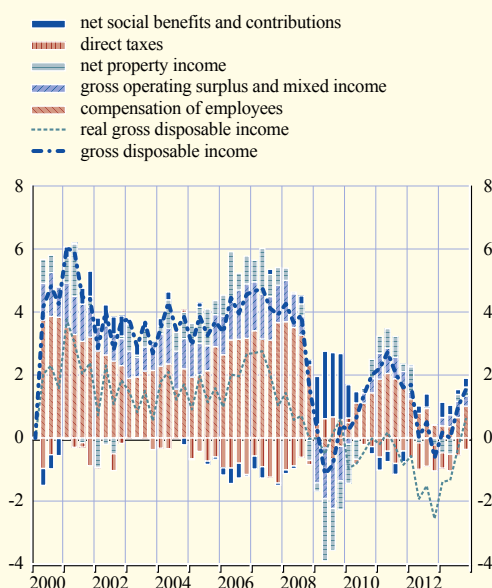 net social benefits and contributions
direct taxes
net property income
gross operating surplus and mixed income
compensation of employees
real gross disposable income
gross disposable income
8 8
6 6
4 4
2 2
0 0
-2 -2
-4 -4
2000 2002 2004 2006 2008 2010 2012